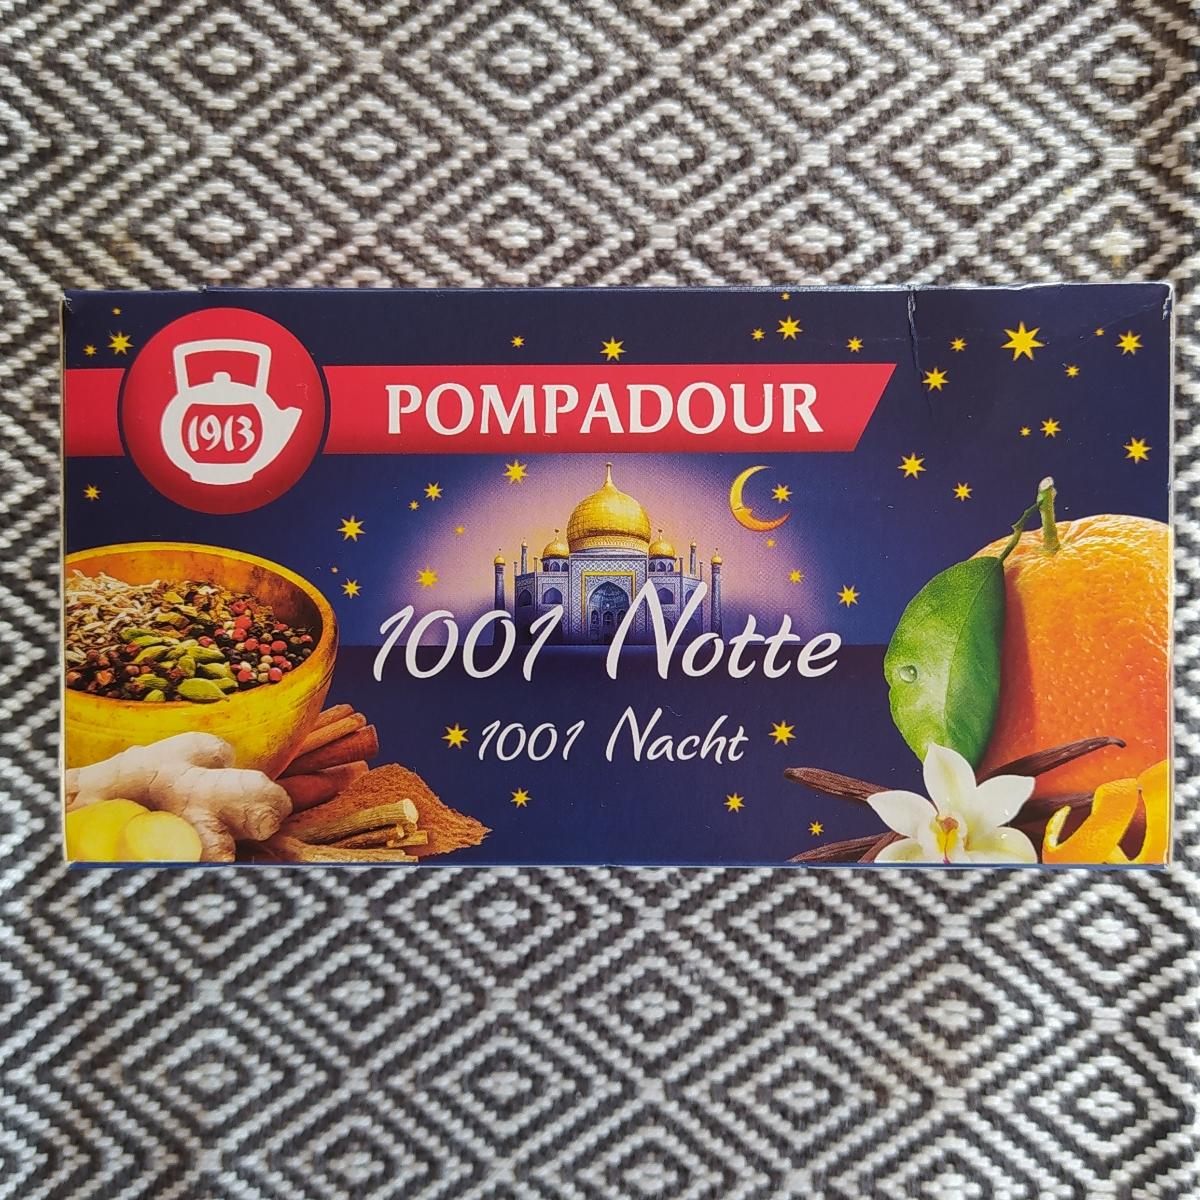 1913
POMPADOUR
1001 Notte
1001 Nacht